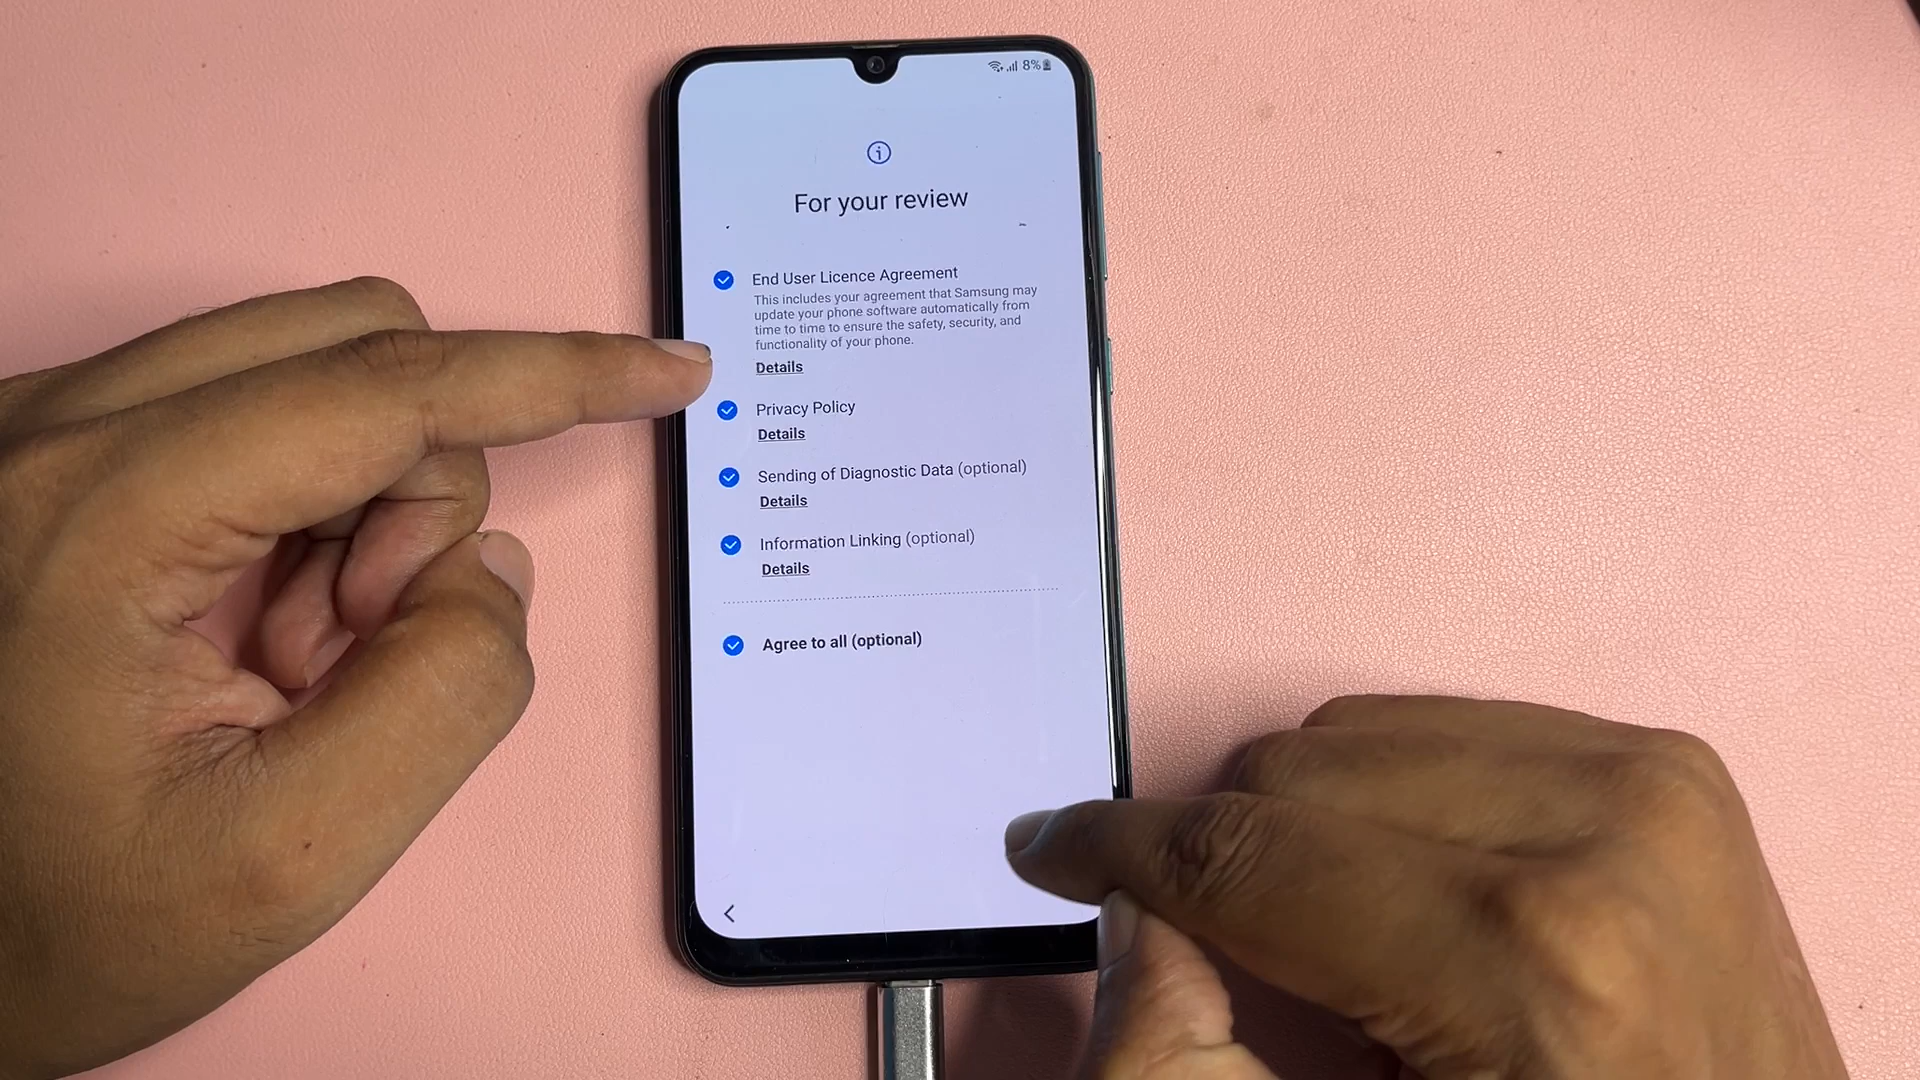 8%
For your review
End User Licence Agreement
This includes your agreement that Samsung may
update your phone software automatically from
time to time to ensure the safety, security, and
functionality of your phone.
Details
Privacy Policy
Details
Sending of Diagnostic Data (optional)
Details
Information Linking (optional)
Details
Agree to all (optional)